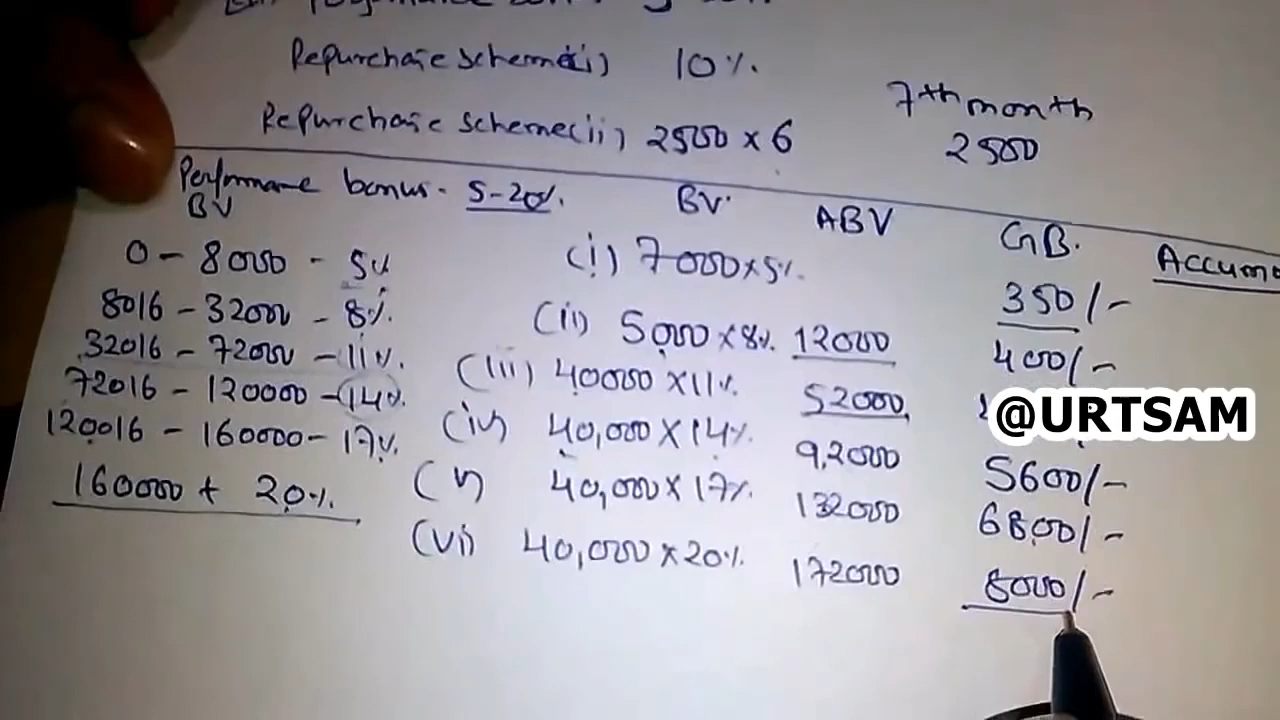 Repurchase scheme(i) 10%.
7th month
Repurchase scheme(ii) 2500 x 6 2500
Performance bonus - 5-20%. BV. ABV GB.
BV
0 - 8000 - 5% (i) 7000x5%. 350/-
8016 - 32000 - 8%. (ii) 5000 x 8%. 12000 400/-
32016 - 72000 - 11%. (iii) 40000 x 11%. 52000
72016 - 120000 - 14%. (iv) 40,000 x 14%. 92000 5600/-
120016 - 160000 - 17%. (v) 40,000 x 17%. 132000 6800/-
160000 + 20%. (vi) 40,000 x 20%. 172000 8000/-
@URTSAM